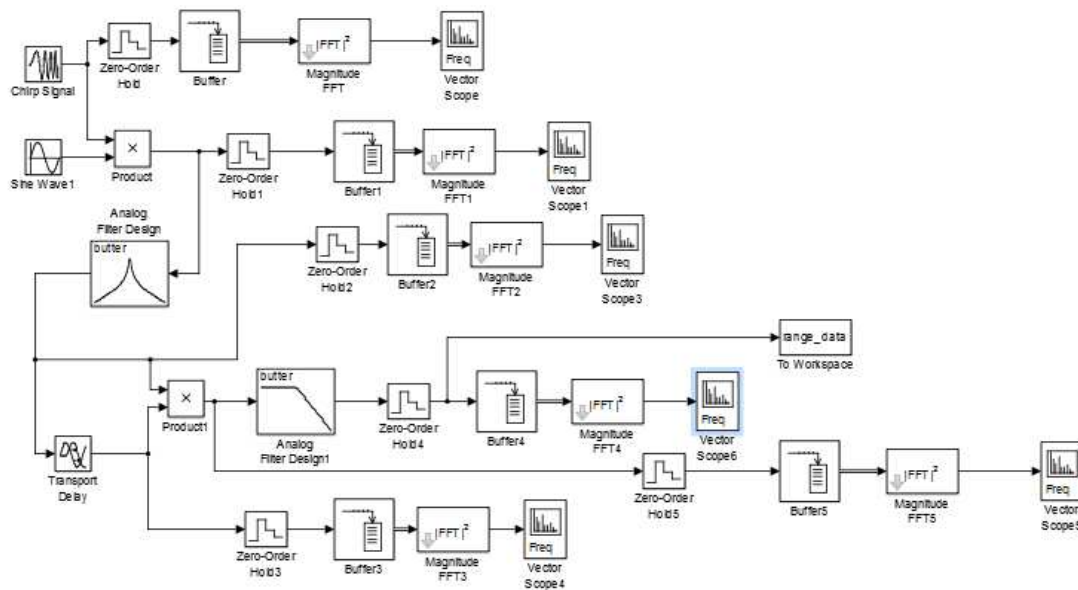 Chirp Signal
Zero-Order
Hold
Buffer
|FFT|²
Magnitude
FFT
Freq
Vector
Scope
Sine Wave1
×
Product
Zero-Order
Hold1
Buffer1
|FFT|²
Magnitude
FFT1
Freq
Vector
Scope1
Analog
Filter Design
butter
Zero-Order
Hold2
Buffer2
|FFT|²
Magnitude
FFT2
Freq
Vector
Scope3
range_data
To Workspace
×
Product1
butter
Analog
Filter Design1
Zero-Order
Hold4
Buffer4
|FFT|²
Magnitude
FFT4
Freq
Vector
Scope6
Transport
Delay
Zero-Order
Hold5
Buffer5
|FFT|²
Magnitude
FFT5
Freq
Vector
Scope5
Zero-Order
Hold3
Buffer3
|FFT|²
Magnitude
FFT3
Freq
Vector
Scope4